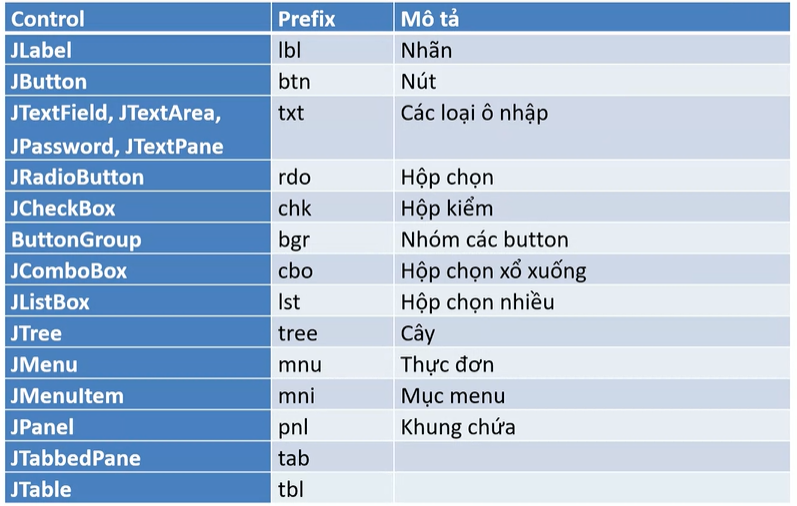 Control Prefix Mô tả
JLabel lbl Nhãn
JButton btn Nút
JTextField, JTextArea, txt Các loại ô nhập
JPassword, JTextPane
JRadioButton rdo Hộp chọn
JCheckBox chk Hộp kiểm
ButtonGroup bgr Nhóm các button
JComboBox cbo Hộp chọn xổ xuống
JListBox lst Hộp chọn nhiều
JTree tree Cây
JMenu mnu Thực đơn
JMenuItem mni Mục menu
JPanel pnl Khung chứa
JTabbedPane tab
JTable tbl